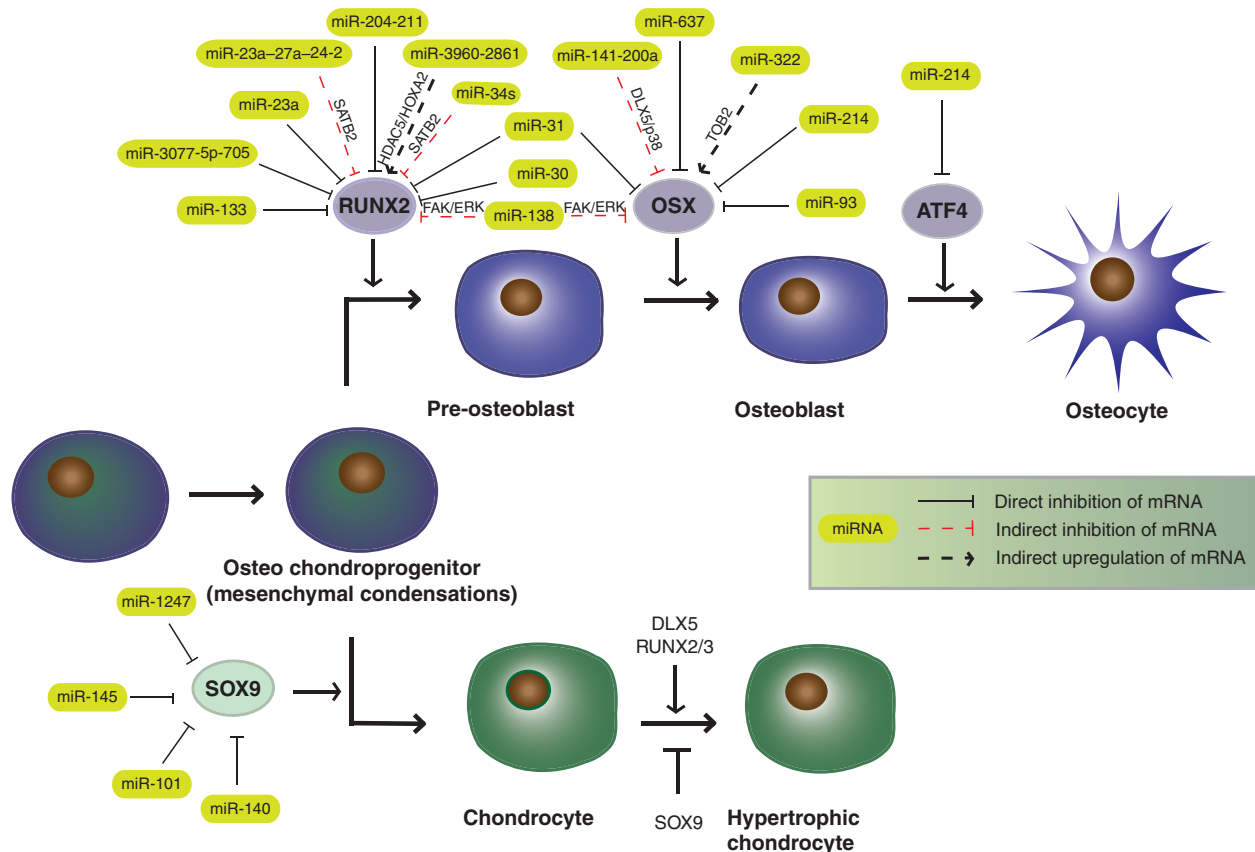 miR-204-211
miR-637
miR-23a–27a–24-2
miR-3960-2861
miR-141-200a
miR-322
miR-214
miR-34s
miR-23a
miR-31
miR-214
SATB2
HDAC5/HOXA2
SATB2
DLX5/p38
TOB2
miR-3077-5p-705
miR-30
miR-133
RUNX2
FAK/ERK
miR-138
FAK/ERK
OSX
miR-93
ATF4
Pre-osteoblast
Osteoblast
Osteocyte
Osteo chondroprogenitor
(mesenchymal condensations)
miRNA
Direct inhibition of mRNA
Indirect inhibition of mRNA
Indirect upregulation of mRNA
miR-1247
miR-145
SOX9
miR-101
miR-140
DLX5
RUNX2/3
SOX9
Chondrocyte
Hypertrophic
chondrocyte